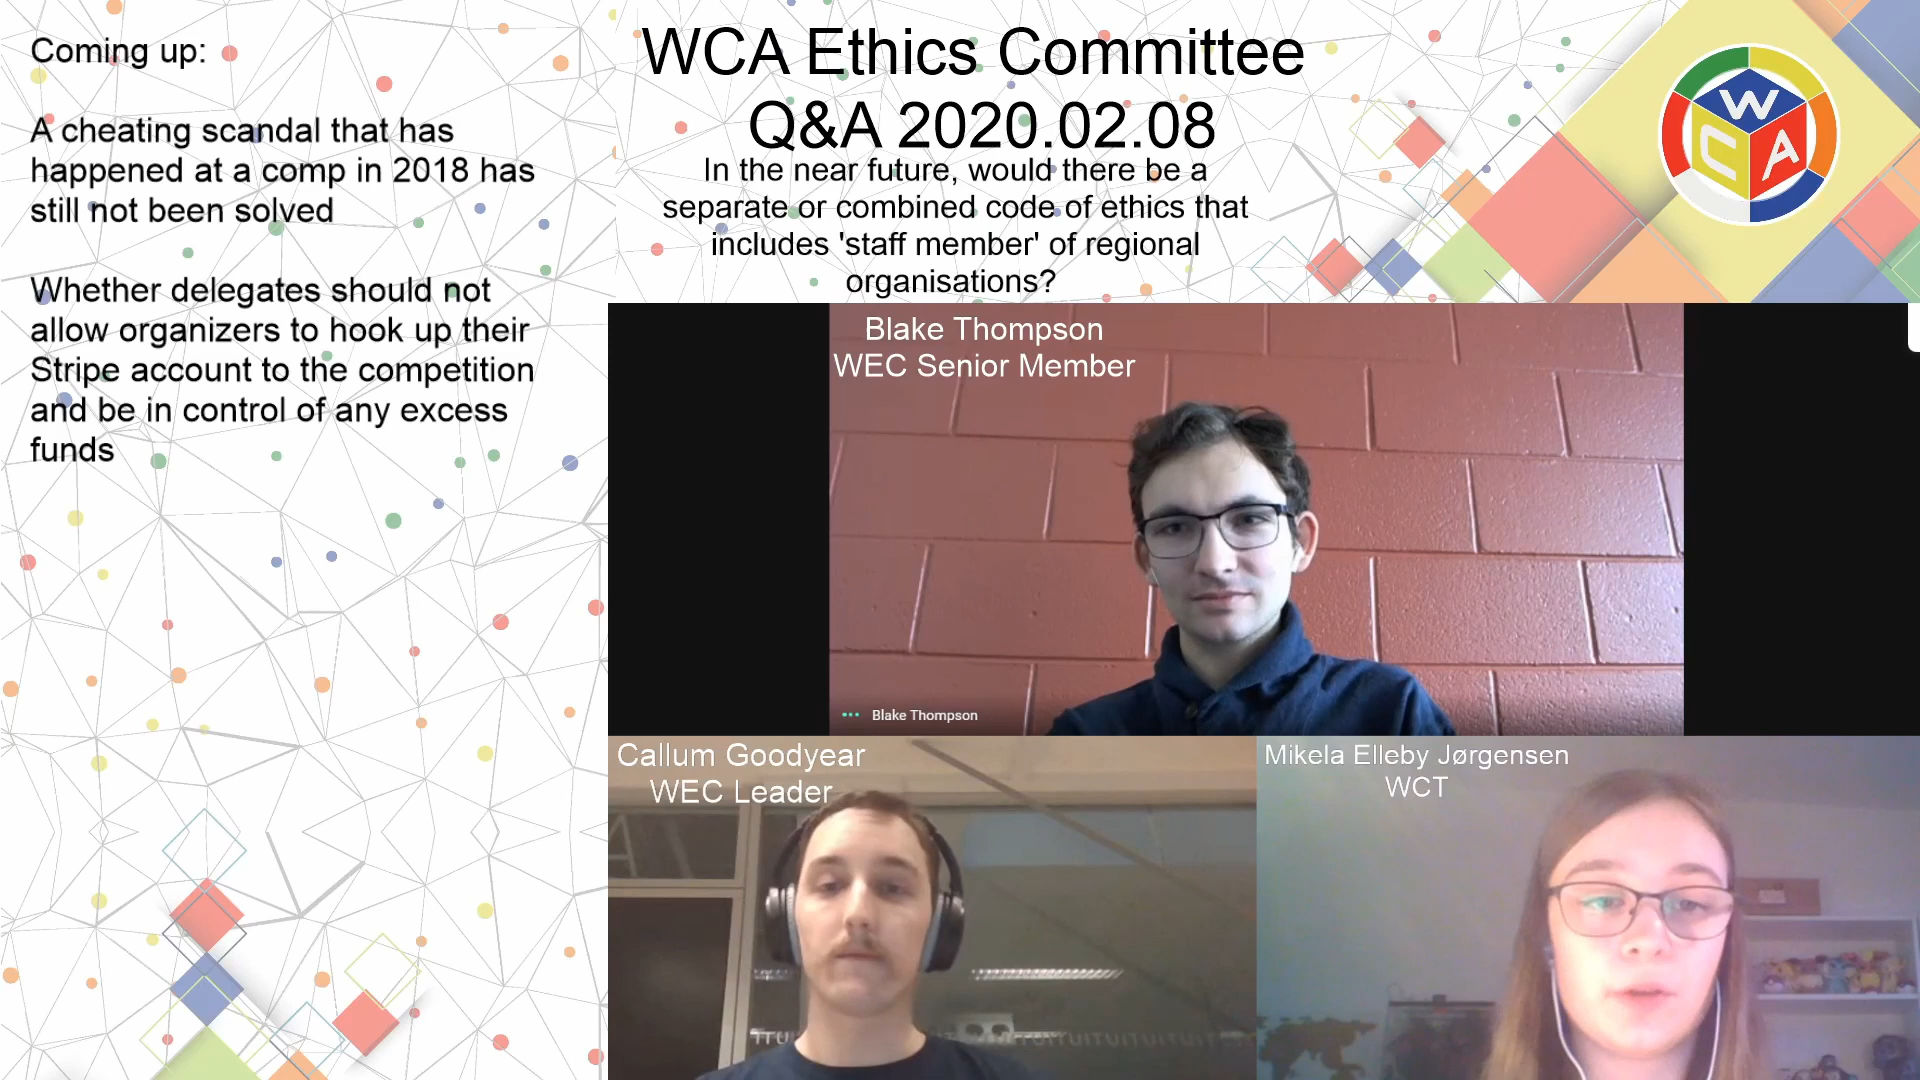 Coming up:
A cheating scandal that has
happened at a comp in 2018 has
still not been solved
Whether delegates should not
allow organizers to hook up their
Stripe account to the competition
and be in control of any excess
funds
WCA Ethics Committee
Q&A 2020.02.08
In the near future, would there be a
separate or combined code of ethics that
includes 'staff member' of regional
organisations?
WCA
Blake Thompson
WEC Senior Member
Blake Thompson
Callum Goodyear
WEC Leader
Mikela Elleby Jørgensen
WCT